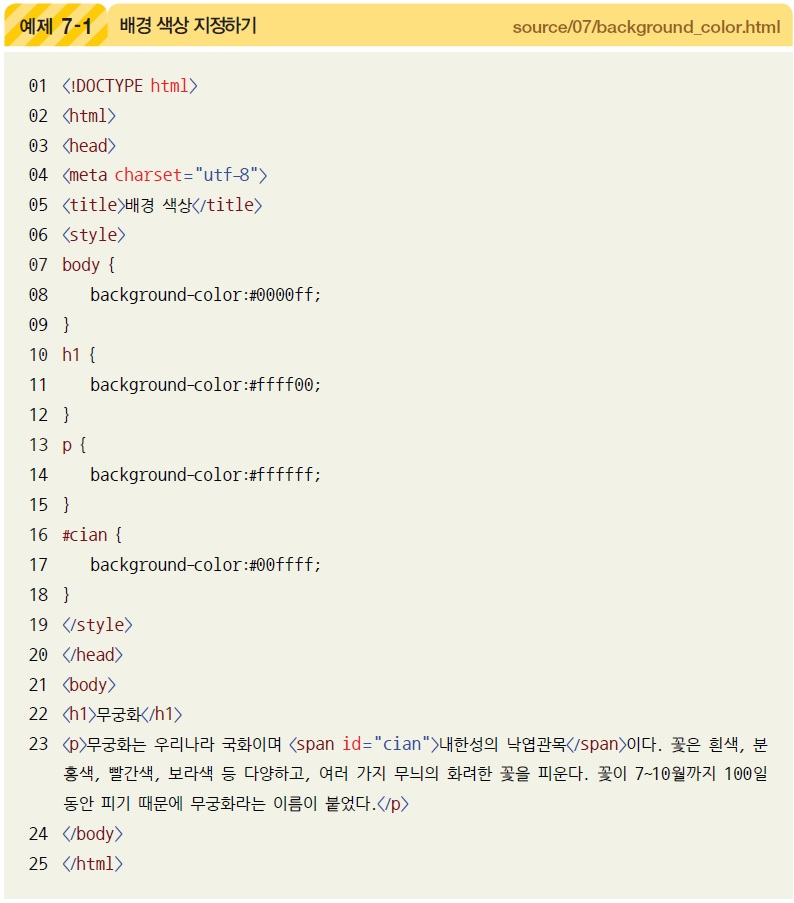 예제 7-1 배경 색상 지정하기 source/07/background_color.html
01 <!DOCTYPE html>
02 <html>
03 <head>
04 <meta charset="utf-8">
05 <title>배경 색상</title>
06 <style>
07 body {
08 background-color:#0000ff;
09 }
10 h1 {
11 background-color:#ffff00;
12 }
13 p {
14 background-color:#ffffff;
15 }
16 #cian {
17 background-color:#00ffff;
18 }
19 </style>
20 </head>
21 <body>
22 <h1>무궁화</h1>
23 <p>무궁화는 우리나라 국화이며 <span id="cian">내한성의 낙엽관목</span>이다. 꽃은 흰색, 분
홍색, 빨간색, 보라색 등 다양하고, 여러 가지 무늬의 화려한 꽃을 피운다. 꽃이 7~10월까지 100일
동안 피기 때문에 무궁화라는 이름이 붙었다.</p>
24 </body>
25 </html>